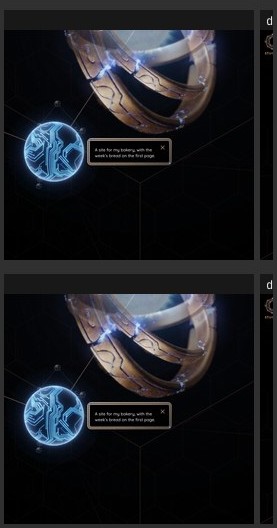 d
A site for my bakery, with the
week's bread on the first page.
d
A site for my bakery, with the
week's bread on the first page.